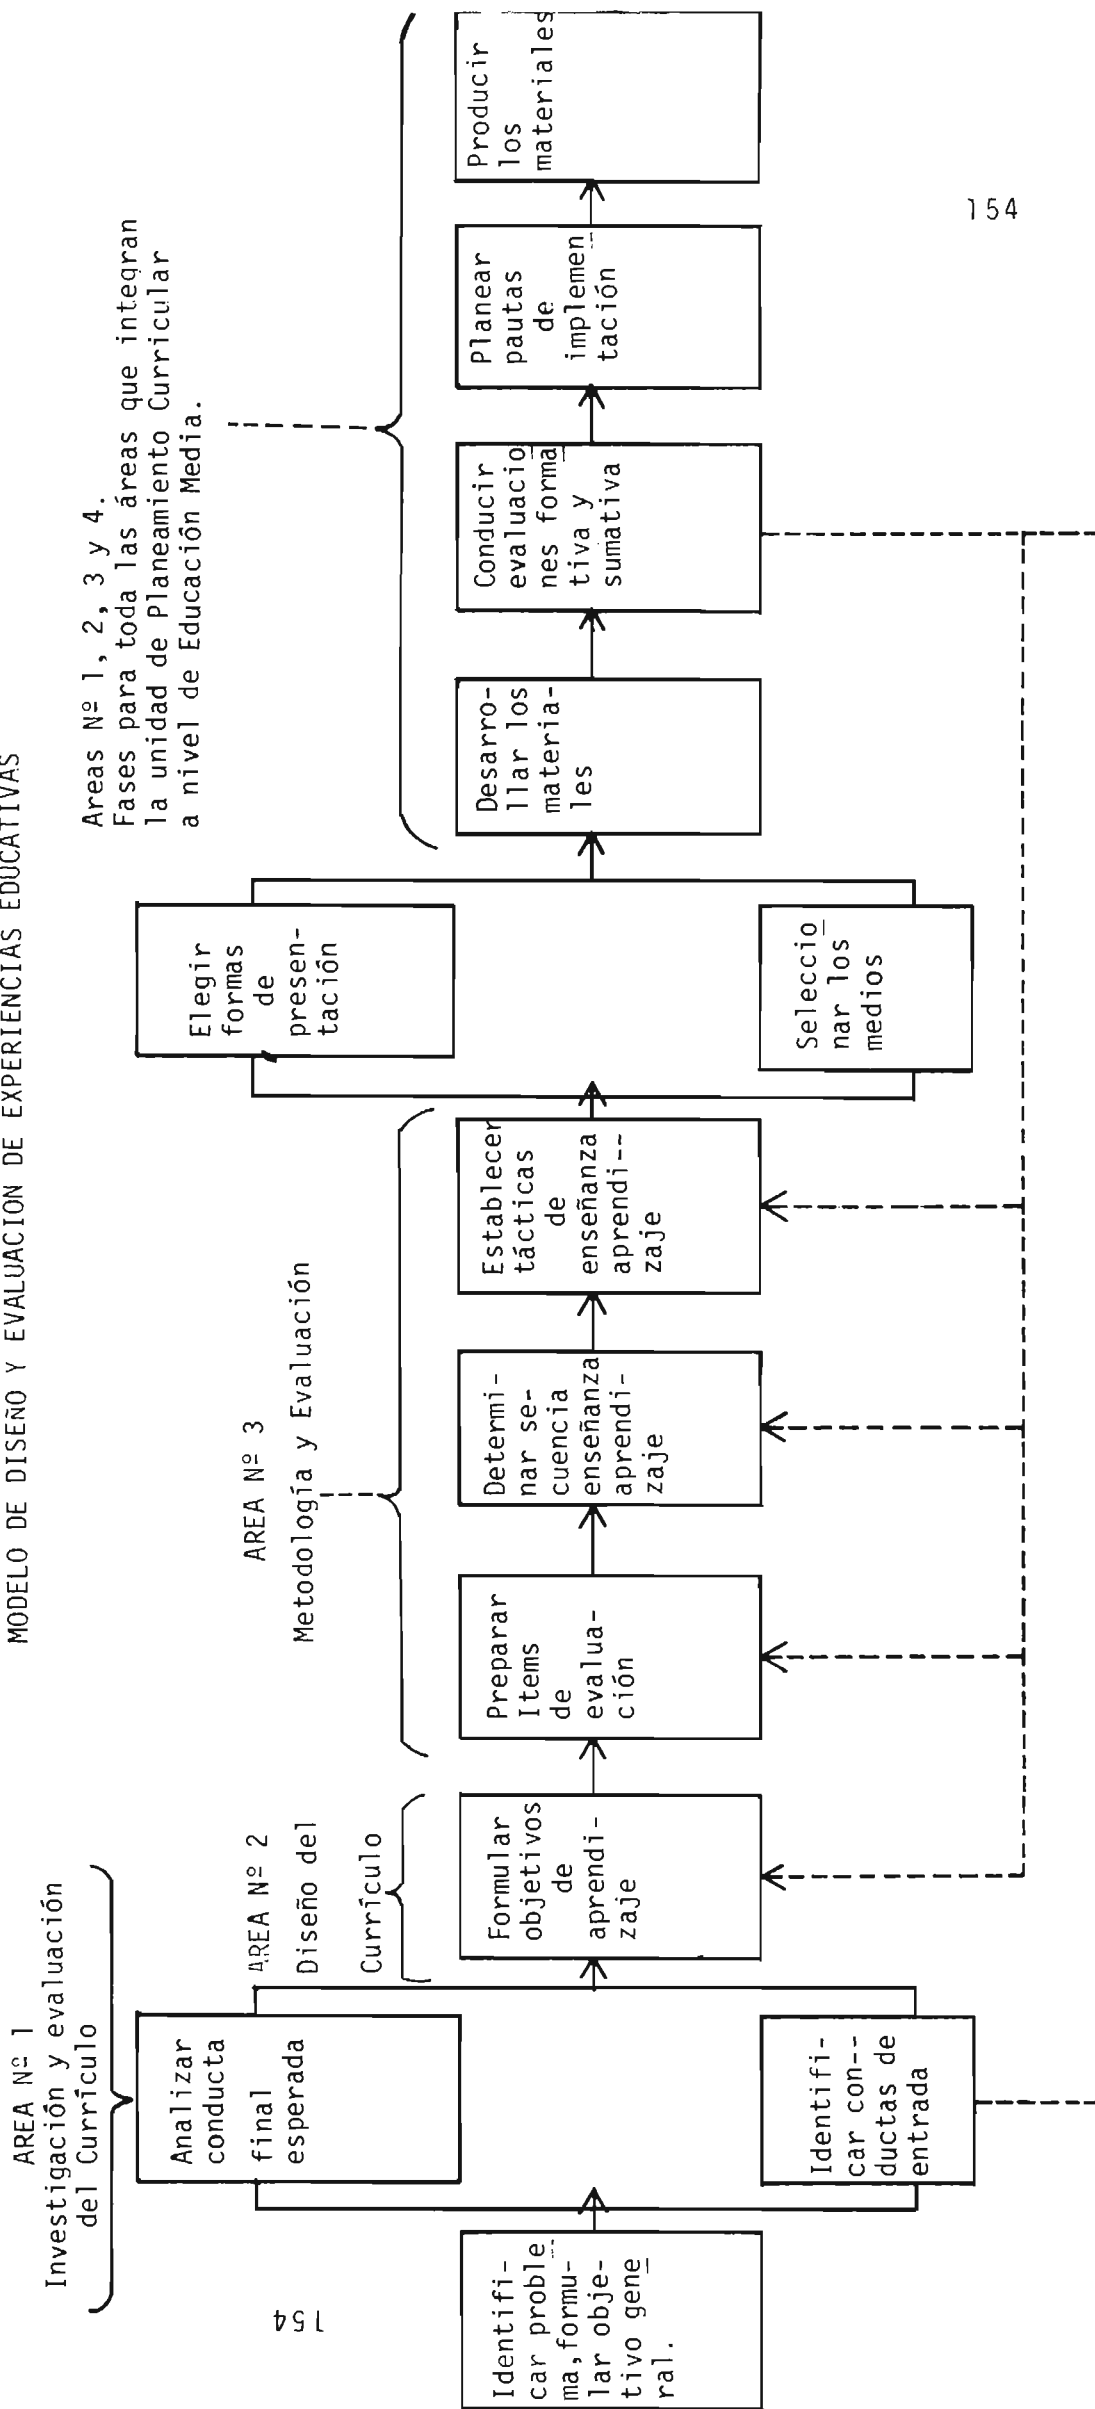 MODELO DE DISEÑO Y EVALUACION DE EXPERIENCIAS EDUCATIVAS
AREA Nº 1
Investigación y evaluación
del Currículo
AREA Nº 2
Diseño del
Currículo
AREA Nº 3
Metodología y Evaluación
Areas Nº 1, 2, 3 y 4.
Fases para toda las áreas que integran
la unidad de Planeamiento Curricular
a nivel de Educación Media.
Identifi-
car proble
ma,formu-
lar obje-
tivo gene
ral.
Analizar
conducta
final
esperada
Identifi-
car con--
ductas de
entrada
Formular
objetivos
de
aprendi-
zaje
Preparar
Items
de
evalua-
ción
Determi-
nar se-
cuencia
enseñanza
aprendi-
zaje
Establecer
tácticas
de
enseñanza
aprendi--
zaje
Elegir
formas
de
presen-
tación
Seleccio
nar los
medios
Desarro-
llar los
materia-
les
Conducir
evaluacio
nes forma
tiva y
sumativa
Planear
pautas
de
implemen
tación
Producir
los
materiales
154
154